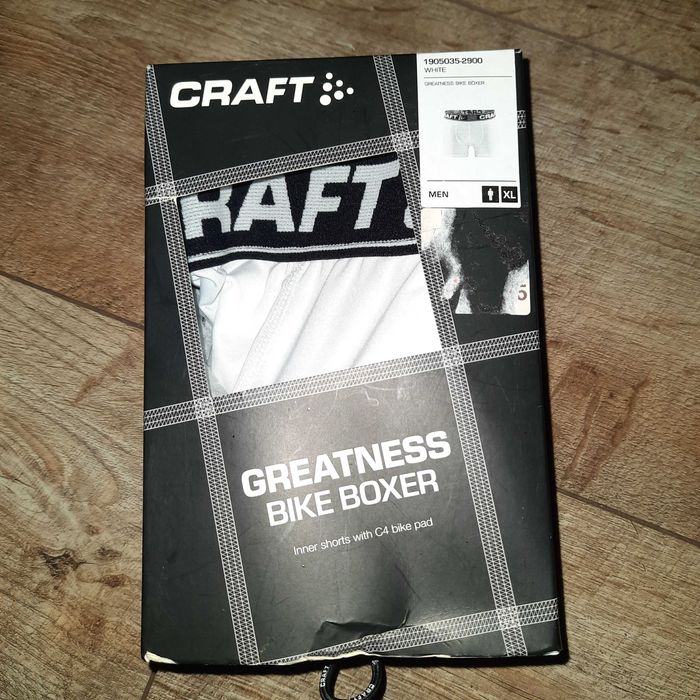 CRAFT
1905035-2900
WHITE
GREATNESS BIKE BOXER
MEN
XL
RAFT
GREATNESS
BIKE BOXER
Inner shorts with C4 bike pad
CRAFT